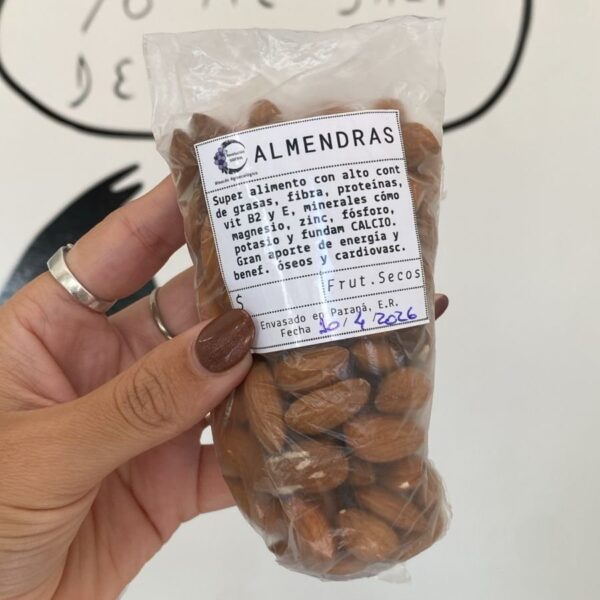 DE
ALMENDRAS
Super alimento con alto cont
de grasas, fibra, proteínas,
vit B2 y E, minerales cómo
magnesio, zinc, fósforo,
potasio y fundam CALCIO.
Gran aporte de energía y
benef. óseos y cardiovasc.
$ Frut.Secos
Envasado en Paraná, E.R.
Fecha 10/4/2026